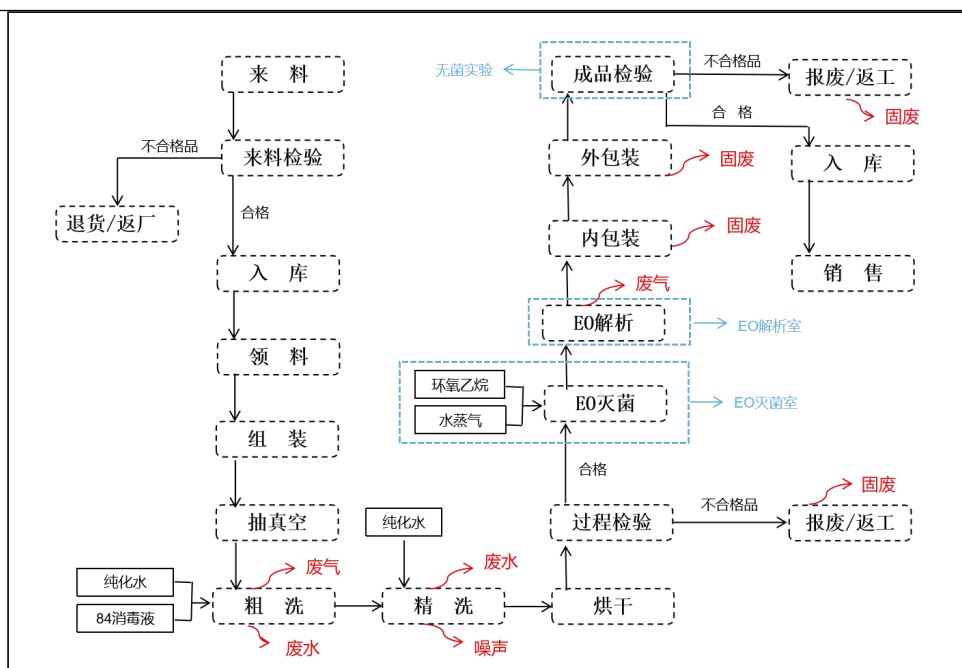 来 料
不合格品
来料检验
退货/返厂
合格
入 库
领 料
组 装
抽真空
纯化水
84消毒液
粗 洗
废气
废水
纯化水
精 洗
废水
噪声
烘干
过程检验
不合格品
报废/返工
固废
合格
环氧乙烷
水蒸气
EO灭菌
EO灭菌室
EO解析
废气
EO解析室
内包装
固废
外包装
固废
成品检验
无菌实验
不合格品
报废/返工
固废
合 格
入 库
销 售